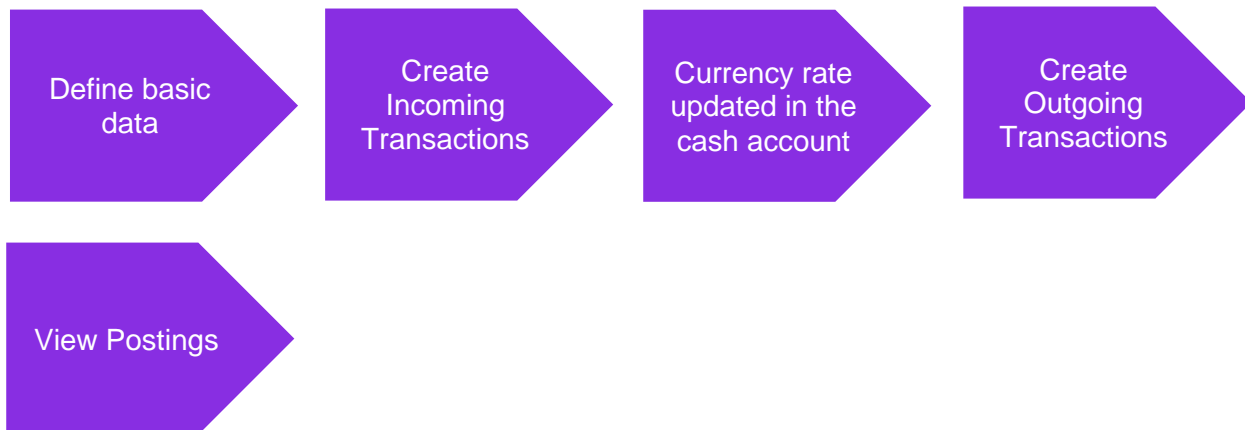 Define basic
data
Create
Incoming
Transactions
Currency rate
updated in the
cash account
Create
Outgoing
Transactions
View Postings